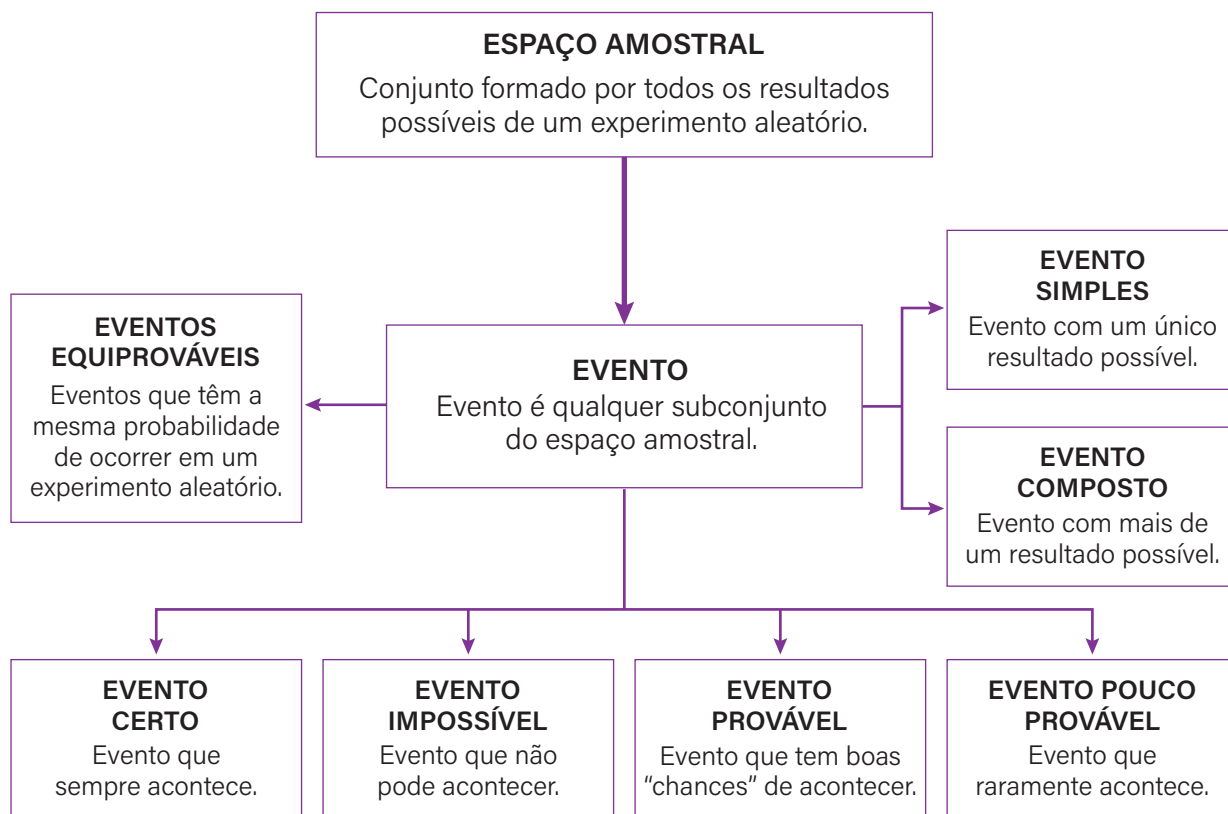 ESPAÇO AMOSTRAL
Conjunto formado por todos os resultados
possíveis de um experimento aleatório.
EVENTOS
EQUIPROVÁVEIS
Eventos que têm a
mesma probabilidade
de ocorrer em um
experimento aleatório.
EVENTO
Evento é qualquer subconjunto
do espaço amostral.
EVENTO
SIMPLES
Evento com um único
resultado possível.
EVENTO
COMPOSTO
Evento com mais de
um resultado possível.
EVENTO
CERTO
Evento que
sempre acontece.
EVENTO
IMPOSSÍVEL
Evento que não
pode acontecer.
EVENTO
PROVÁVEL
Evento que tem boas
“chances” de acontecer.
EVENTO POUCO
PROVÁVEL
Evento que
raramente acontece.